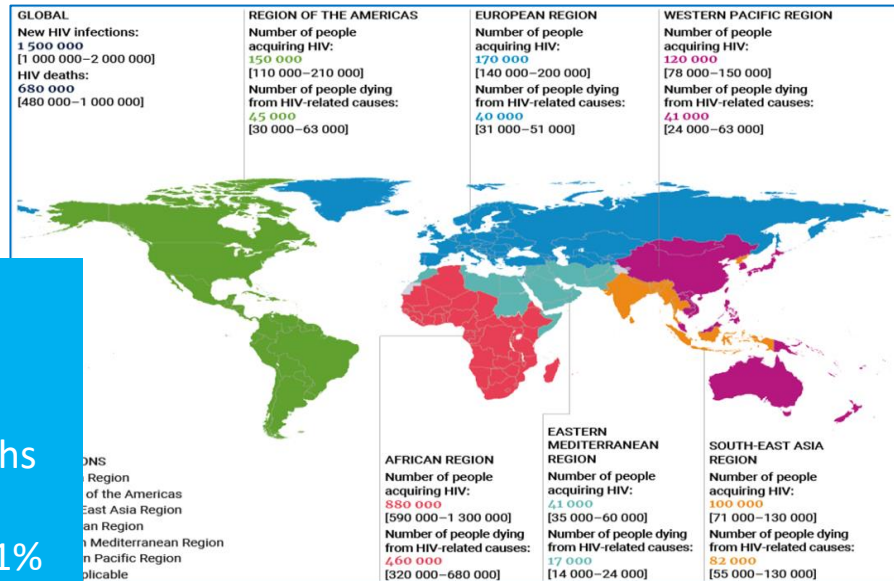 GLOBAL
New HIV infections:
1 500 000
[1 000 000–2 000 000]
HIV deaths:
680 000
[480 000–1 000 000]
REGION OF THE AMERICAS
Number of people
acquiring HIV:
150 000
[110 000–210 000]
Number of people dying
from HIV-related causes:
45 000
[30 000–63 000]
EUROPEAN REGION
Number of people
acquiring HIV:
170 000
[140 000–200 000]
Number of people dying
from HIV-related causes:
40 000
[31 000–51 000]
WESTERN PACIFIC REGION
Number of people
acquiring HIV:
120 000
[78 000–150 000]
Number of people dying
from HIV-related causes:
41 000
[24 000–63 000]
hs
1%
ONS
Region
of the Americas
East Asia Region
an Region
Mediterranean Region
n Pacific Region
plicable
AFRICAN REGION
Number of people
acquiring HIV:
880 000
[590 000–1 300 000]
Number of people dying
from HIV-related causes:
460 000
[320 000–680 000]
EASTERN
MEDITERRANEAN
REGION
Number of people
acquiring HIV:
41 000
[35 000–60 000]
Number of people dying
from HIV-related causes:
17 000
[14 000–24 000]
SOUTH-EAST ASIA
REGION
Number of people
acquiring HIV:
100 000
[71 000–130 000]
Number of people dying
from HIV-related causes:
82 000
[55 000–130 000]